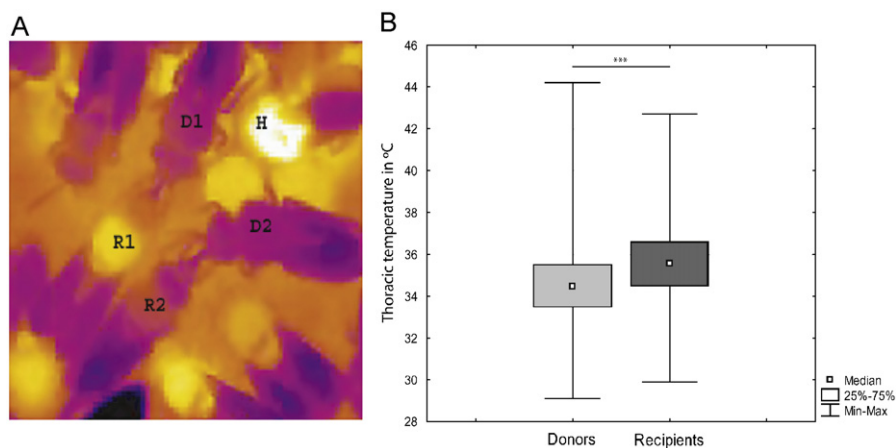 A
D1
H
D2
R1
R2
B
Thoracic temperature in ºC
46
44
42
40
38
36
34
32
30
28
***
Donors
Recipients
Median
25%-75%
Min-Max